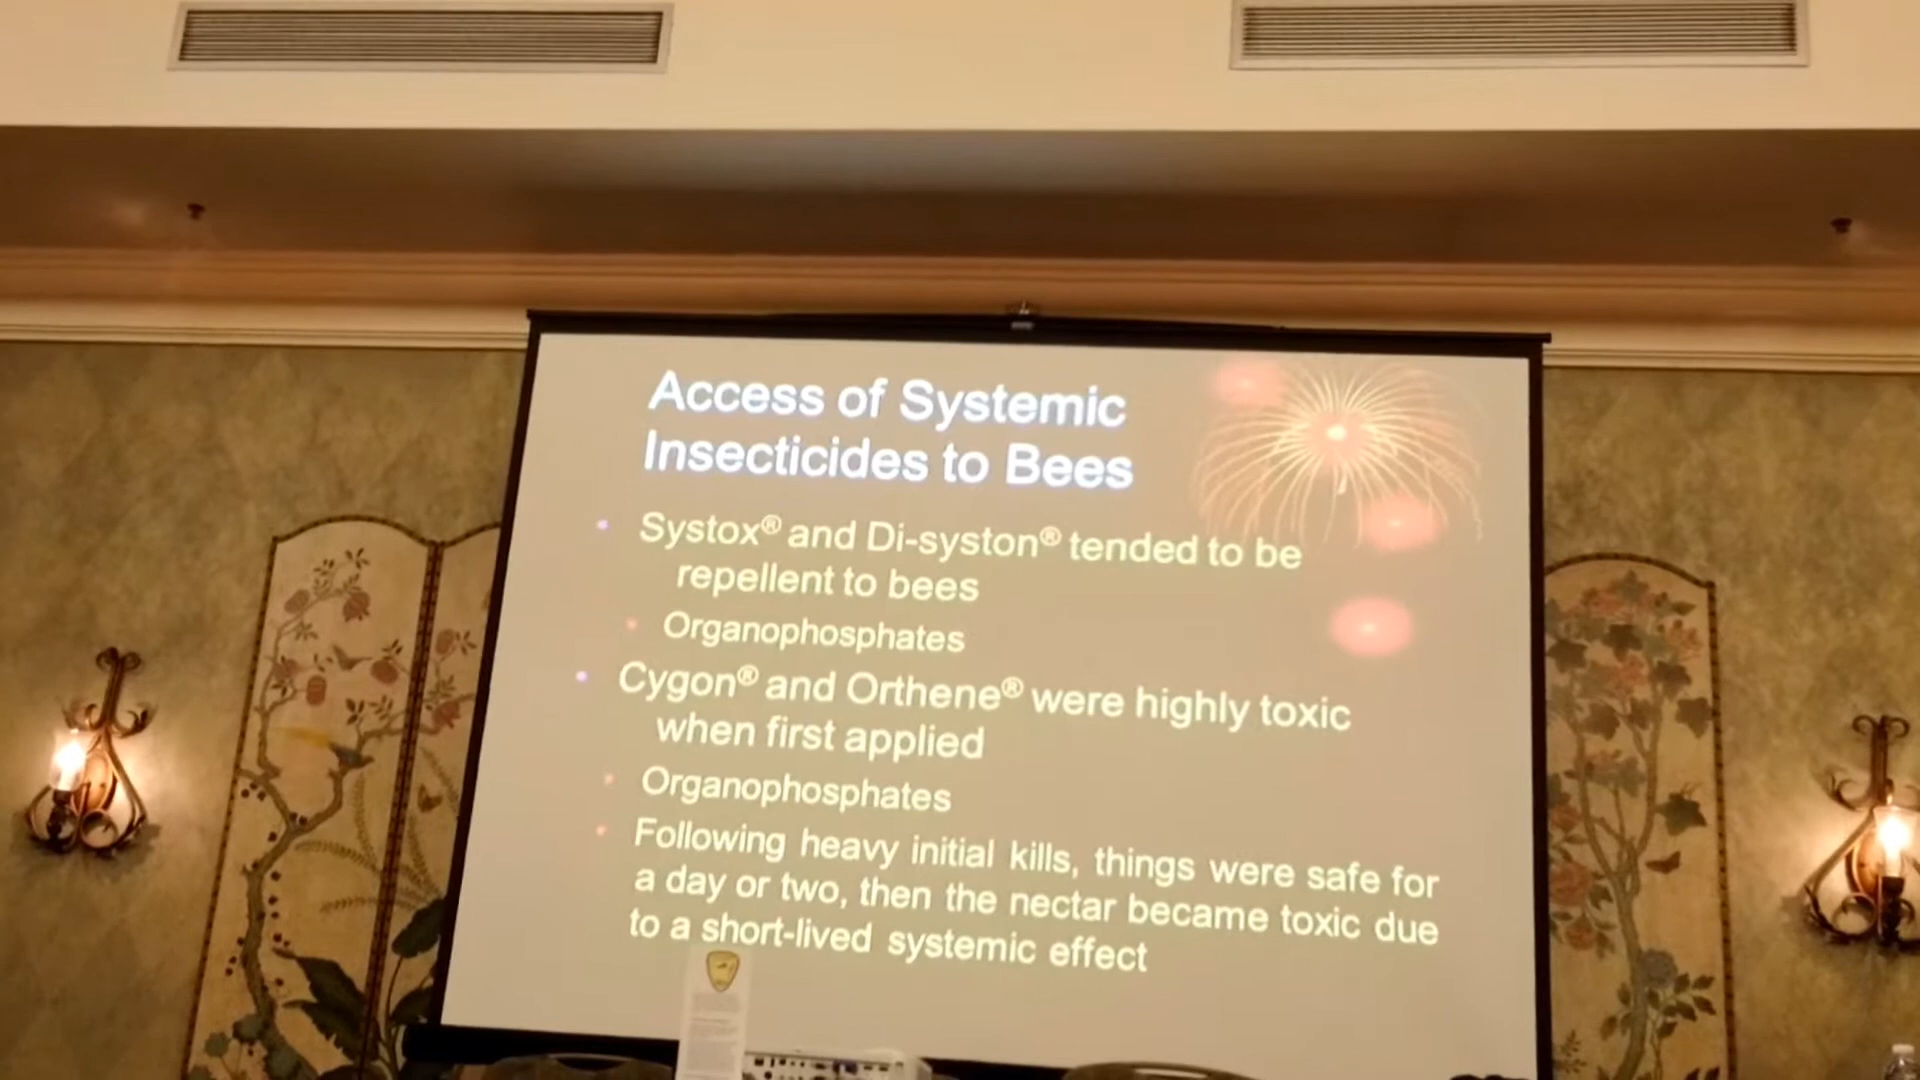 Access of Systemic
Insecticides to Bees
• Systox® and Di-syston® tended to be
repellent to bees
• Organophosphates
• Cygon® and Orthene® were highly toxic
when first applied
• Organophosphates
• Following heavy initial kills, things were safe for
a day or two, then the nectar became toxic due
to a short-lived systemic effect